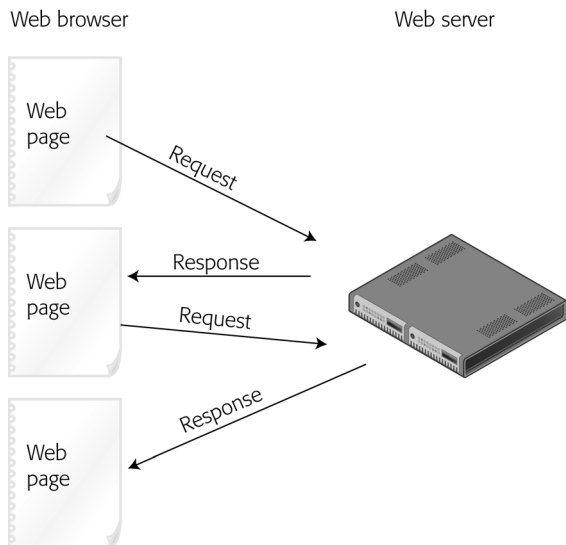 Web browser
Web server
Web
page
Request
Response
Web
page
Request
Response
Web
page